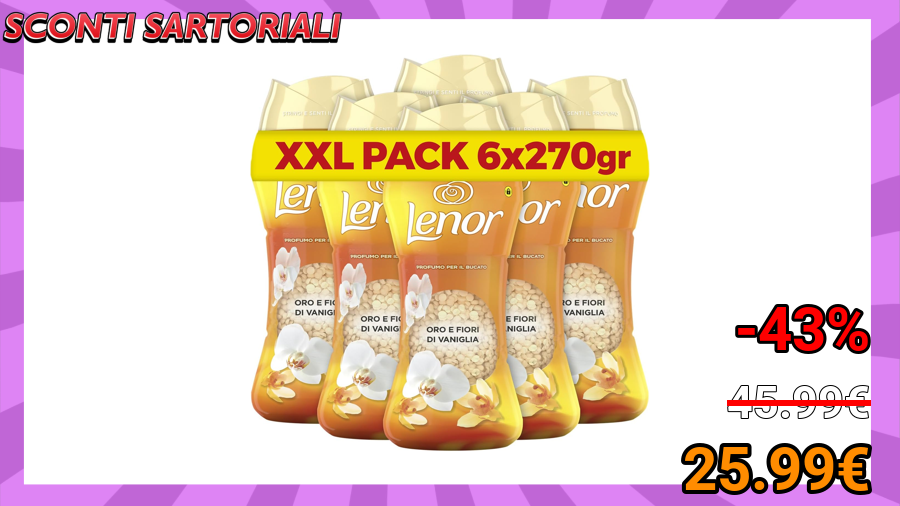 SCONTI SARTORIALI
XXL PACK 6x270gr
Lenor
PROFUMO PER IL BUCATO
ORO E FIORI
DI VANIGLIA
-43%
45.99€
25.99€